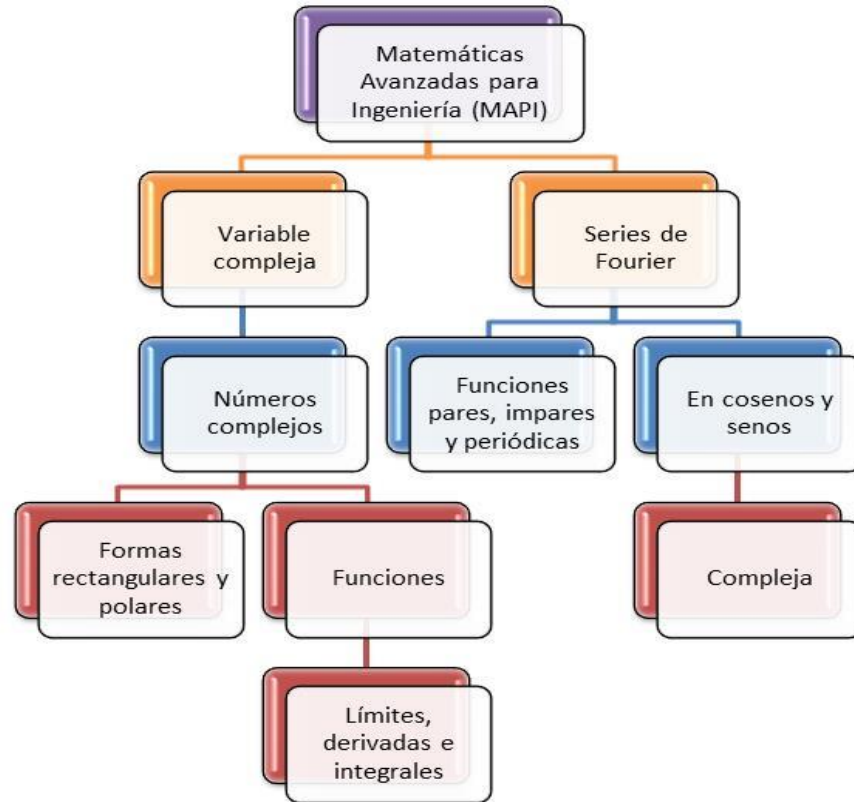 Matemáticas
Avanzadas para
Ingeniería (MAPI)
Variable
compleja
Series de
Fourier
Números
complejos
Funciones
pares, impares
y periódicas
En cosenos y
senos
Formas
rectangulares y
polares
Funciones
Compleja
Límites,
derivadas e
integrales